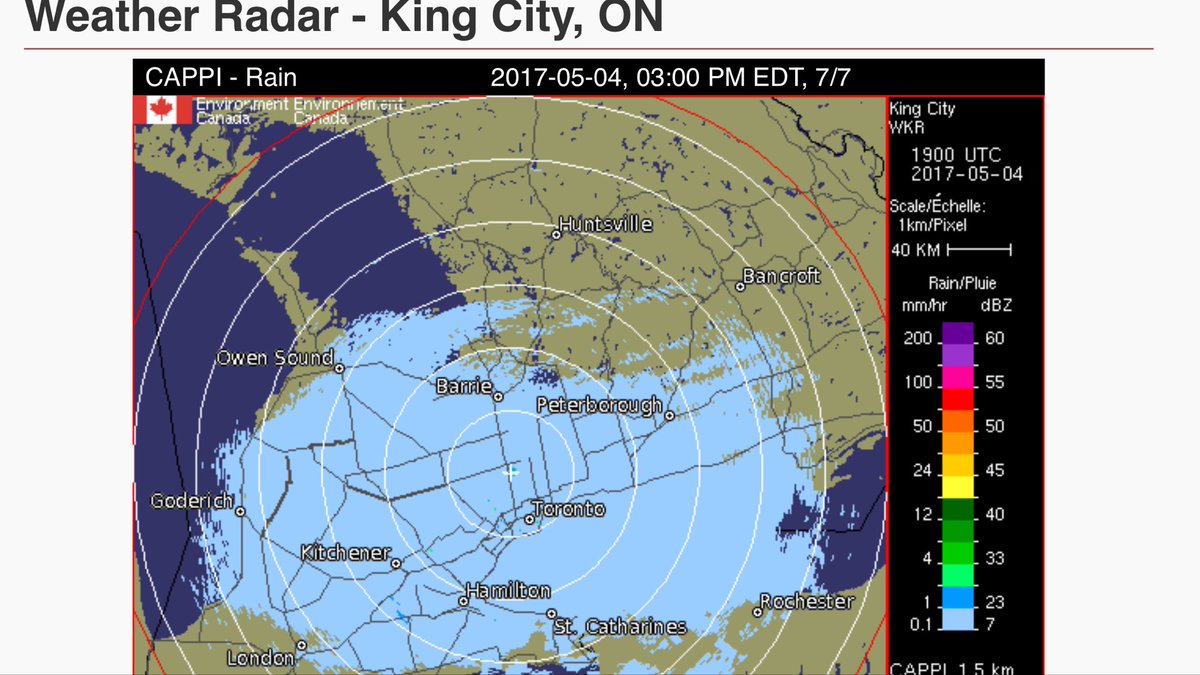 Weather Radar - King City, ON
CAPPI - Rain 2017-05-04, 03:00 PM EDT, 7/7
Environment Environnement
Canada Canada
King City
WKR
1900 UTC
2017-05-04
Scale/Échelle:
1km/Pixel
40 KM
Rain/Pluie
mm/hr dBZ
200 60
100 55
50 50
24 45
12 40
4 33
1 23
0.1 7
CAPPI 1.5 km
Huntsville
Bancroft
Owen Sound
Barrie
Peterborough
Goderich
Toronto
Kitchener
Hamilton
Rochester
St. Catharines
London